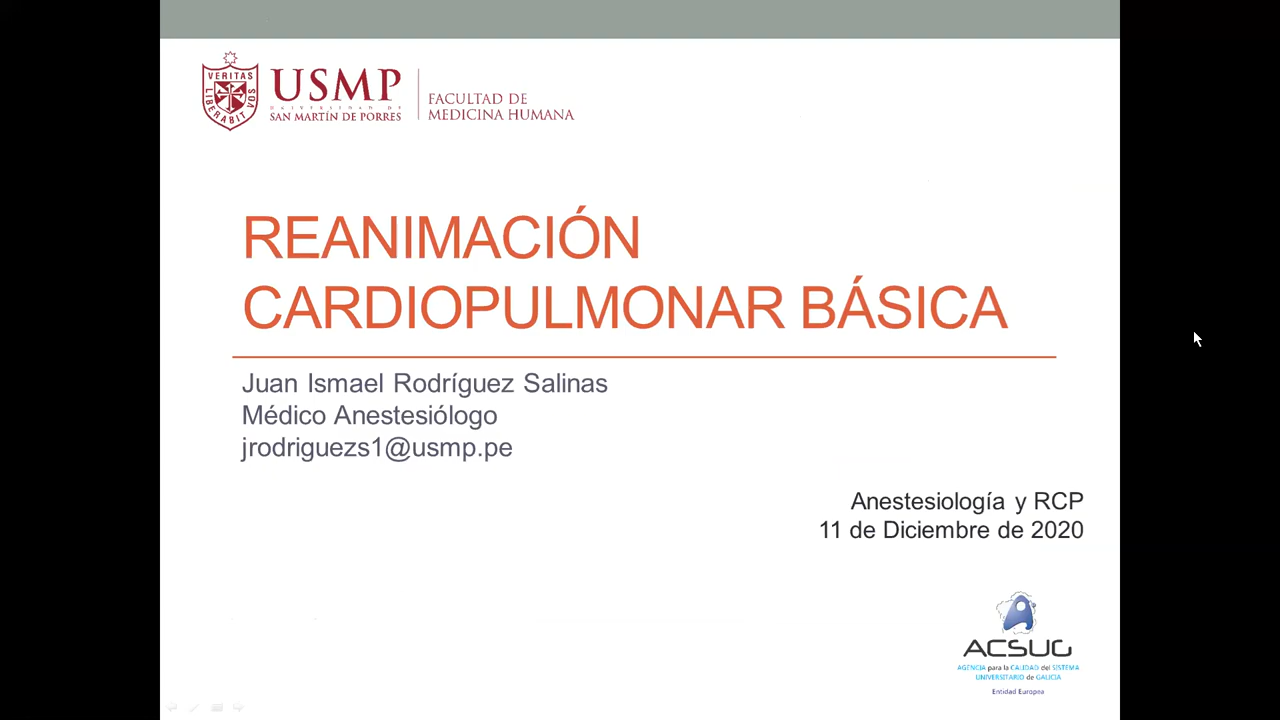 VERITAS
LIBERABIT VOS
USMP
UNIVERSIDAD DE
SAN MARTÍN DE PORRES
FACULTAD DE
MEDICINA HUMANA
REANIMACIÓN
CARDIOPULMONAR BÁSICA
Juan Ismael Rodríguez Salinas
Médico Anestesiólogo
jrodriguezs1@usmp.pe
Anestesiología y RCP
11 de Diciembre de 2020
ACSUG
AGENCIA para la CALIDAD del SISTEMA
UNIVERSITARIO de GALICIA
Entidad Europea